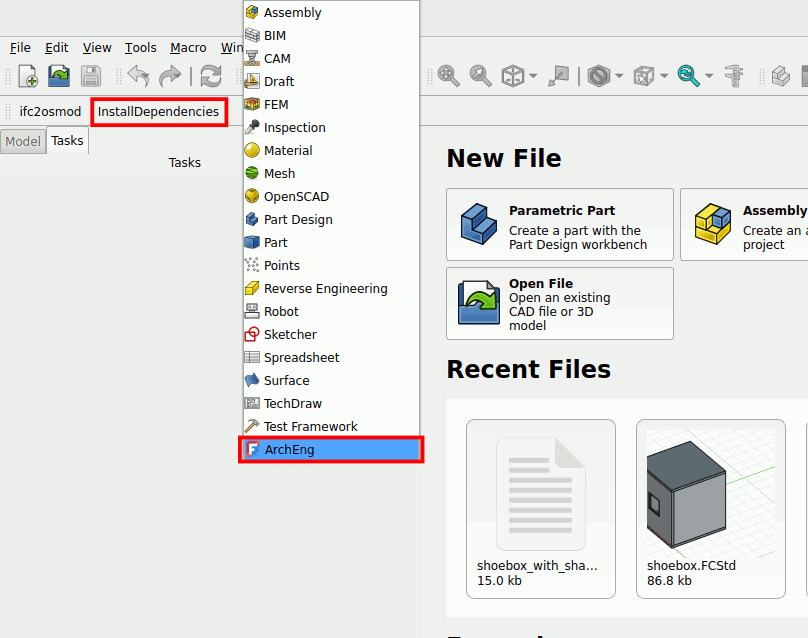 File Edit View Tools Macro Win
ifc2osmod InstallDependencies
Model Tasks
Tasks
Assembly
BIM
CAM
Draft
FEM
Inspection
Material
Mesh
OpenSCAD
Part Design
Part
Points
Reverse Engineering
Robot
Sketcher
Spreadsheet
Surface
TechDraw
Test Framework
ArchEng
New File
Parametric Part
Create a part with the
Part Design workbench
Assembly
Create an a
project
Open File
Open an existing
CAD file or 3D
model
Recent Files
shoebox_with_sha...
15.0 kb
shoebox.FCStd
86.8 kb